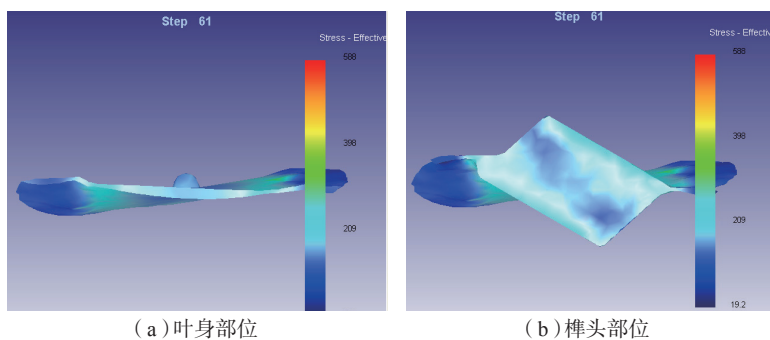 Step 61
Stress - Effective
588
398
209
(a)叶身部位
Step 61
Stress - Effective
588
398
209
19.2
(b)榫头部位